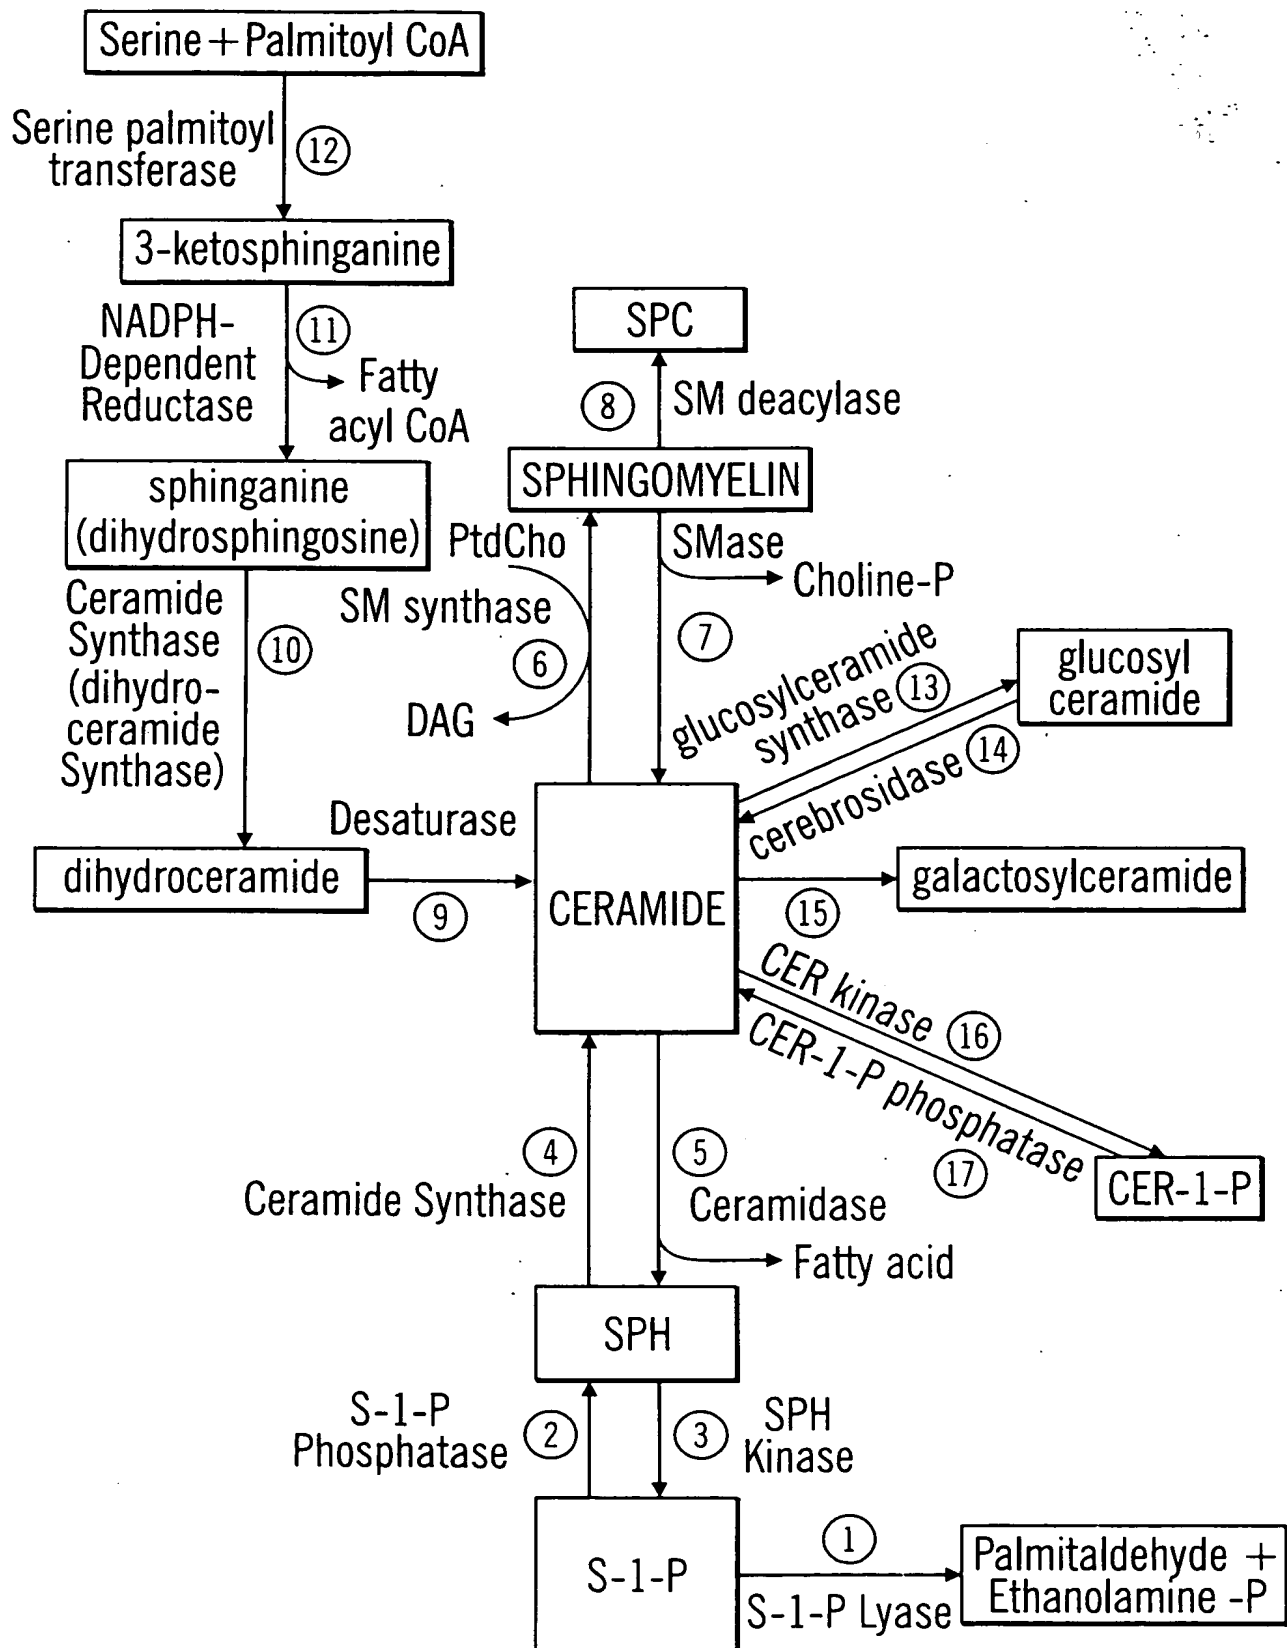 Serine + Palmitoyl CoA
Serine palmitoyl
transferase
12
3-ketosphinganine
NADPH-
Dependent
Reductase
11
Fatty
acyl CoA
sphinganine
(dihydrosphingosine)
Ceramide
Synthase
(dihydro-
ceramide
Synthase)
10
dihydroceramide
Desaturase
9
SPC
8
SM deacylase
SPHINGOMYELIN
PtdCho
SM synthase
6
DAG
SMase
Choline-P
7
glucosylceramide
synthase 13
glucosyl
ceramide
cerebrosidase 14
CERAMIDE
15
galactosylceramide
CER kinase 16
CER-1-P phosphatase
17
CER-1-P
4
Ceramide Synthase
5
Ceramidase
Fatty acid
SPH
S-1-P
Phosphatase
2
3
SPH
Kinase
S-1-P
1
S-1-P Lyase
Palmitaldehyde +
Ethanolamine -P